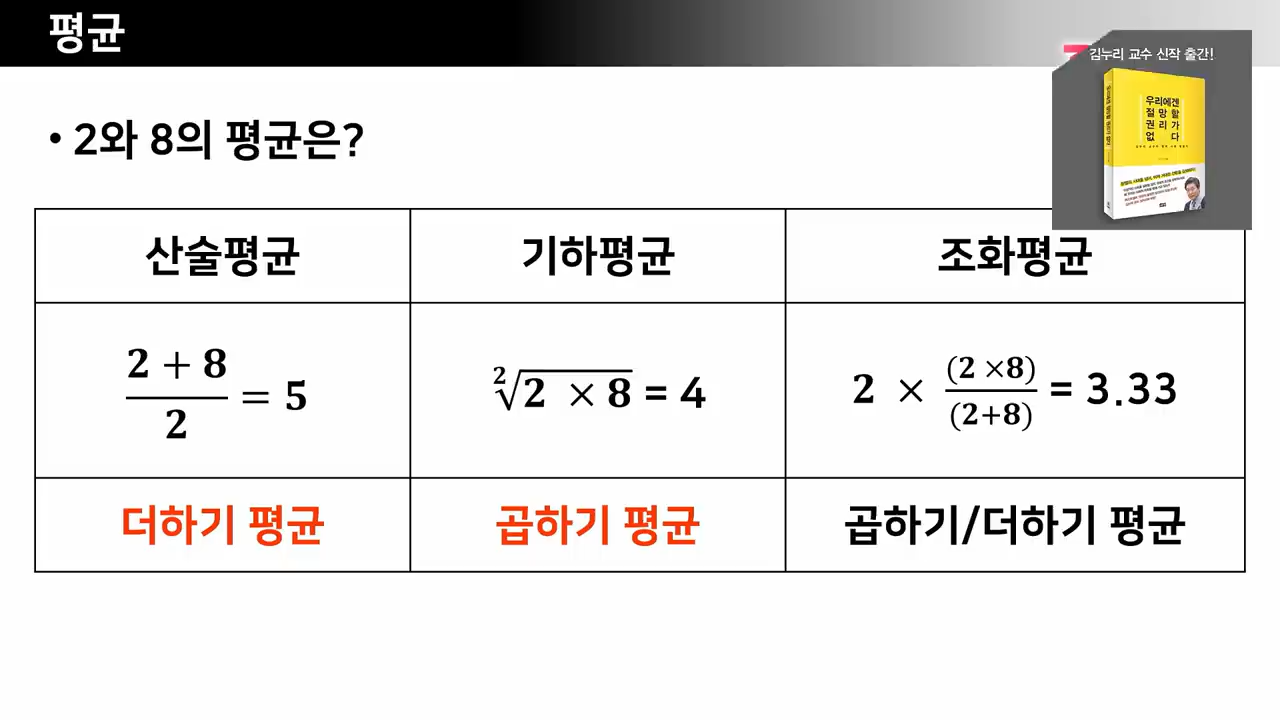 평균
김누리 교수 신작 출간!
우리에겐
절망할
권리가
없다
• 2와 8의 평균은?
산술평균 기하평균 조화평균
(2+8)/2 = 5 ²√(2 × 8) = 4 2 × (2 ×8)/(2+8) = 3.33
더하기 평균 곱하기 평균 곱하기/더하기 평균